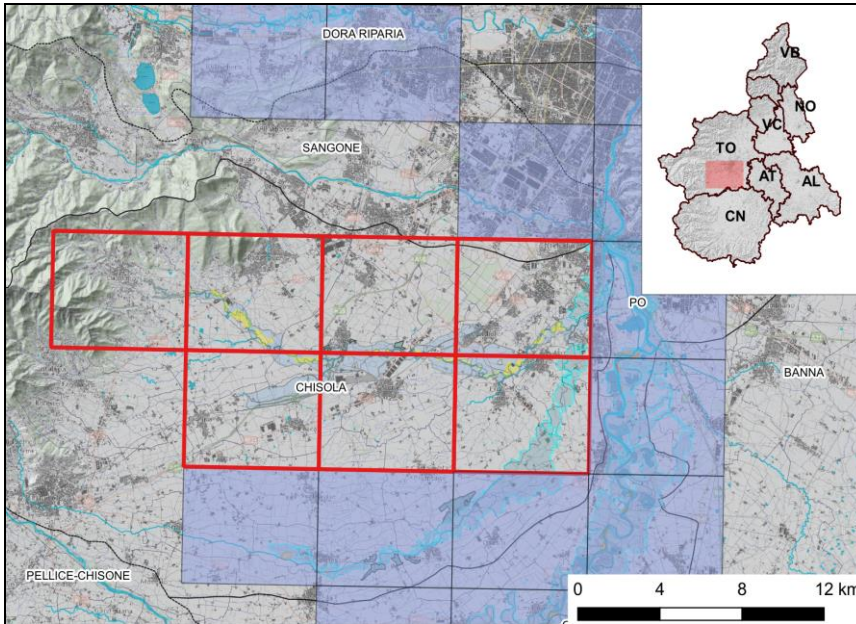 DORA RIPARIA
VB
NO
VC
TO
SANGONE
AT
AL
CN
PO
BANNA
CHISOLA
PELLICE-CHISONE
0 4 8 12 km